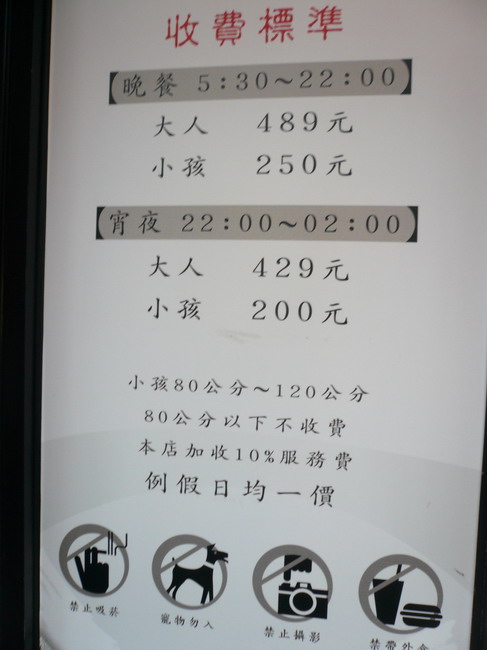 收費標準
【晚餐 5:30~22:00】
大人 489元
小孩 250元
【宵夜 22:00~02:00】
大人 429元
小孩 200元
小孩80公分~120公分
80公分以下不收費
本店加收10%服務費
例假日均一價
禁止吸菸
寵物勿入
禁止攝影
禁帶外食